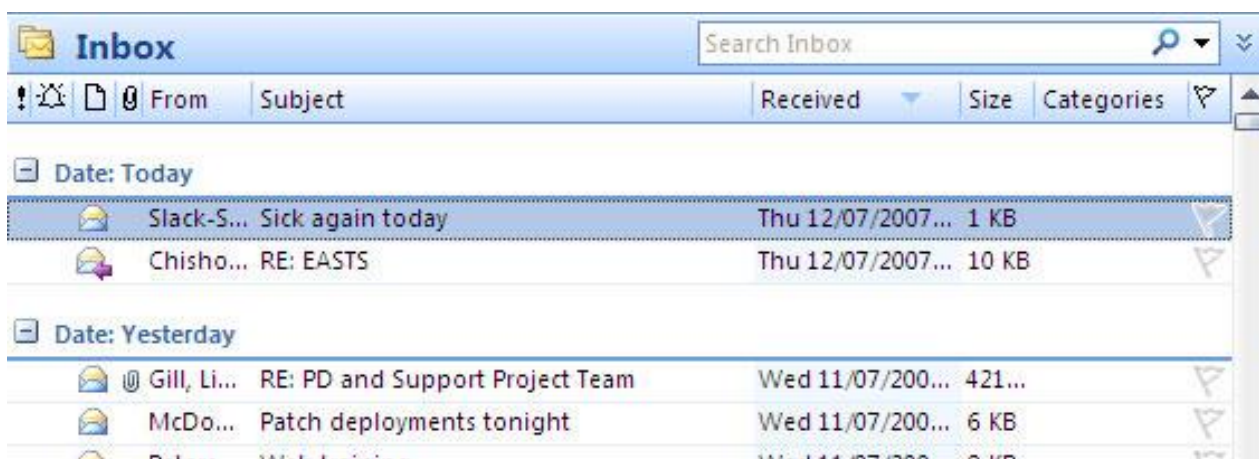 Inbox
Search Inbox
! From Subject Received Size Categories
Date: Today
Slack-S... Sick again today Thu 12/07/2007... 1 KB
Chisho... RE: EASTS Thu 12/07/2007... 10 KB
Date: Yesterday
Gill, Li... RE: PD and Support Project Team Wed 11/07/200... 421...
McDo... Patch deployments tonight Wed 11/07/200... 6 KB